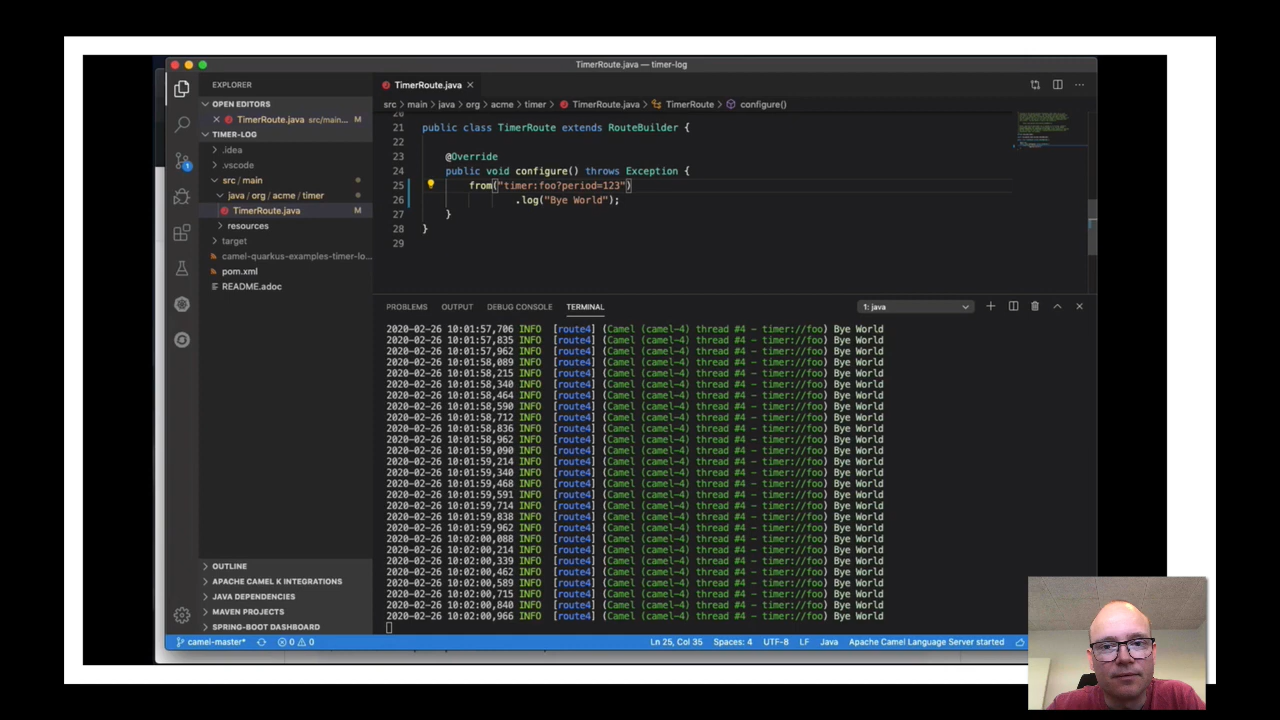 TimerRoute.java — timer-log
EXPLORER
OPEN EDITORS
TimerRoute.java src/main... M
TIMER-LOG
.idea
.vscode
src / main
java / org / acme / timer
TimerRoute.java M
resources
target
camel-quarkus-examples-timer-lo...
pom.xml
README.adoc
OUTLINE
APACHE CAMEL K INTEGRATIONS
JAVA DEPENDENCIES
MAVEN PROJECTS
SPRING-BOOT DASHBOARD
1
TimerRoute.java
src > main > java > org > acme > timer > TimerRoute.java > TimerRoute > configure()
21 public class TimerRoute extends RouteBuilder {
22
23 @Override
24 public void configure() throws Exception {
25 from("timer:foo?period=123")
26 .log("Bye World");
27 }
28 }
29
PROBLEMS OUTPUT DEBUG CONSOLE TERMINAL 1: java
2020-02-26 10:01:57,706 INFO [route4] (Camel (camel-4) thread #4 - timer://foo) Bye World
2020-02-26 10:01:57,835 INFO [route4] (Camel (camel-4) thread #4 - timer://foo) Bye World
2020-02-26 10:01:57,962 INFO [route4] (Camel (camel-4) thread #4 - timer://foo) Bye World
2020-02-26 10:01:58,089 INFO [route4] (Camel (camel-4) thread #4 - timer://foo) Bye World
2020-02-26 10:01:58,215 INFO [route4] (Camel (camel-4) thread #4 - timer://foo) Bye World
2020-02-26 10:01:58,340 INFO [route4] (Camel (camel-4) thread #4 - timer://foo) Bye World
2020-02-26 10:01:58,464 INFO [route4] (Camel (camel-4) thread #4 - timer://foo) Bye World
2020-02-26 10:01:58,590 INFO [route4] (Camel (camel-4) thread #4 - timer://foo) Bye World
2020-02-26 10:01:58,712 INFO [route4] (Camel (camel-4) thread #4 - timer://foo) Bye World
2020-02-26 10:01:58,836 INFO [route4] (Camel (camel-4) thread #4 - timer://foo) Bye World
2020-02-26 10:01:58,962 INFO [route4] (Camel (camel-4) thread #4 - timer://foo) Bye World
2020-02-26 10:01:59,090 INFO [route4] (Camel (camel-4) thread #4 - timer://foo) Bye World
2020-02-26 10:01:59,214 INFO [route4] (Camel (camel-4) thread #4 - timer://foo) Bye World
2020-02-26 10:01:59,340 INFO [route4] (Camel (camel-4) thread #4 - timer://foo) Bye World
2020-02-26 10:01:59,468 INFO [route4] (Camel (camel-4) thread #4 - timer://foo) Bye World
2020-02-26 10:01:59,591 INFO [route4] (Camel (camel-4) thread #4 - timer://foo) Bye World
2020-02-26 10:01:59,714 INFO [route4] (Camel (camel-4) thread #4 - timer://foo) Bye World
2020-02-26 10:01:59,838 INFO [route4] (Camel (camel-4) thread #4 - timer://foo) Bye World
2020-02-26 10:01:59,962 INFO [route4] (Camel (camel-4) thread #4 - timer://foo) Bye World
2020-02-26 10:02:00,088 INFO [route4] (Camel (camel-4) thread #4 - timer://foo) Bye World
2020-02-26 10:02:00,214 INFO [route4] (Camel (camel-4) thread #4 - timer://foo) Bye World
2020-02-26 10:02:00,339 INFO [route4] (Camel (camel-4) thread #4 - timer://foo) Bye World
2020-02-26 10:02:00,462 INFO [route4] (Camel (camel-4) thread #4 - timer://foo) Bye World
2020-02-26 10:02:00,589 INFO [route4] (Camel (camel-4) thread #4 - timer://foo) Bye World
2020-02-26 10:02:00,715 INFO [route4] (Camel (camel-4) thread #4 - timer://foo) Bye World
2020-02-26 10:02:00,840 INFO [route4] (Camel (camel-4) thread #4 - timer://foo) Bye World
2020-02-26 10:02:00,966 INFO [route4] (Camel (camel-4) thread #4 - timer://foo) Bye World
camel-master* 0 0 Ln 25, Col 35 Spaces: 4 UTF-8 LF Java Apache Camel Language Server started